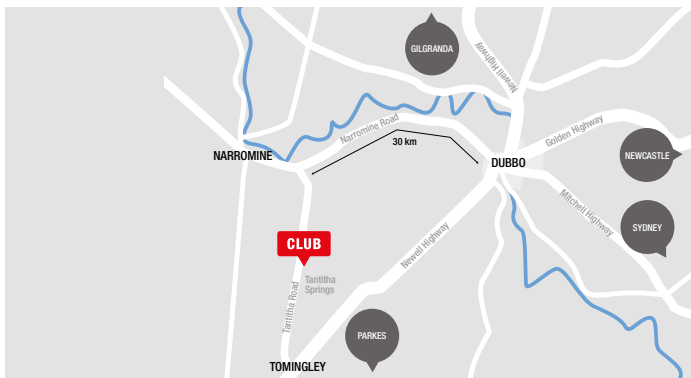 GILGRANDA
Newell Highway
Narromine Road
Golden Highway
30 km
NARROMINE
DUBBO
NEWCASTLE
Mitchell Highway
SYDNEY
CLUB
Newell Highway
Tantitha
Springs
Tantitha Road
PARKES
TOMINGLEY